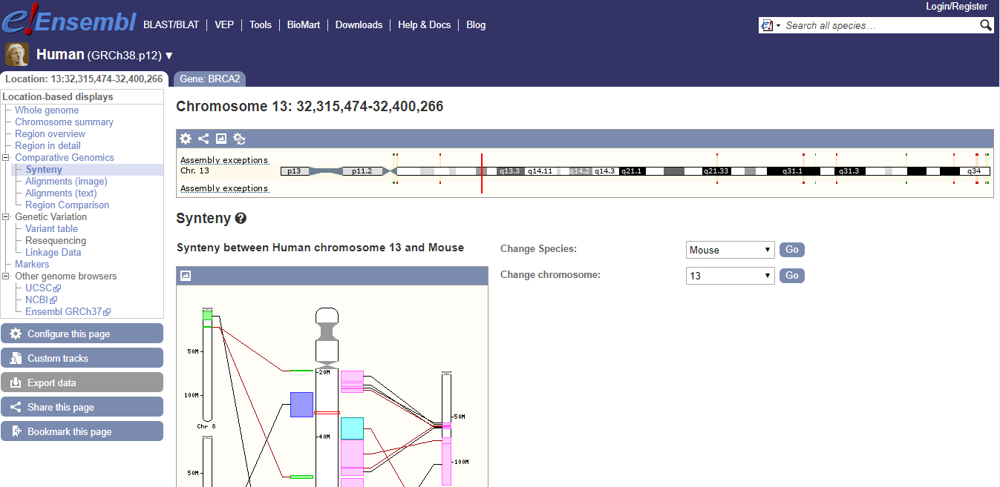 Login/Register
e!Ensembl BLAST/BLAT | VEP | Tools | BioMart | Downloads | Help & Docs | Blog
Search all species…
Human (GRCh38.p12) ▼
Location: 13:32,315,474-32,400,266
Gene: BRCA2
Location-based displays
Whole genome
Chromosome summary
Region overview
Region in detail
Comparative Genomics
Synteny
Alignments (image)
Alignments (text)
Region Comparison
Genetic Variation
Variant table
Resequencing
Linkage Data
Markers
Other genome browsers
UCSC
NCBI
Ensembl GRCh37
Configure this page
Custom tracks
Export data
Share this page
Bookmark this page
Chromosome 13: 32,315,474-32,400,266
Assembly exceptions
Chr. 13 p13 p11.2 q13.3 q14.11 q14.2 q14.3 q21.1 q21.33 q31.1 q31.3 q34
Assembly exceptions
Synteny ?
Synteny between Human chromosome 13 and Mouse
Change Species: Mouse Go
Change chromosome: 13 Go
50M
100M
Chr 8
50M
20M
40M
50M
100M